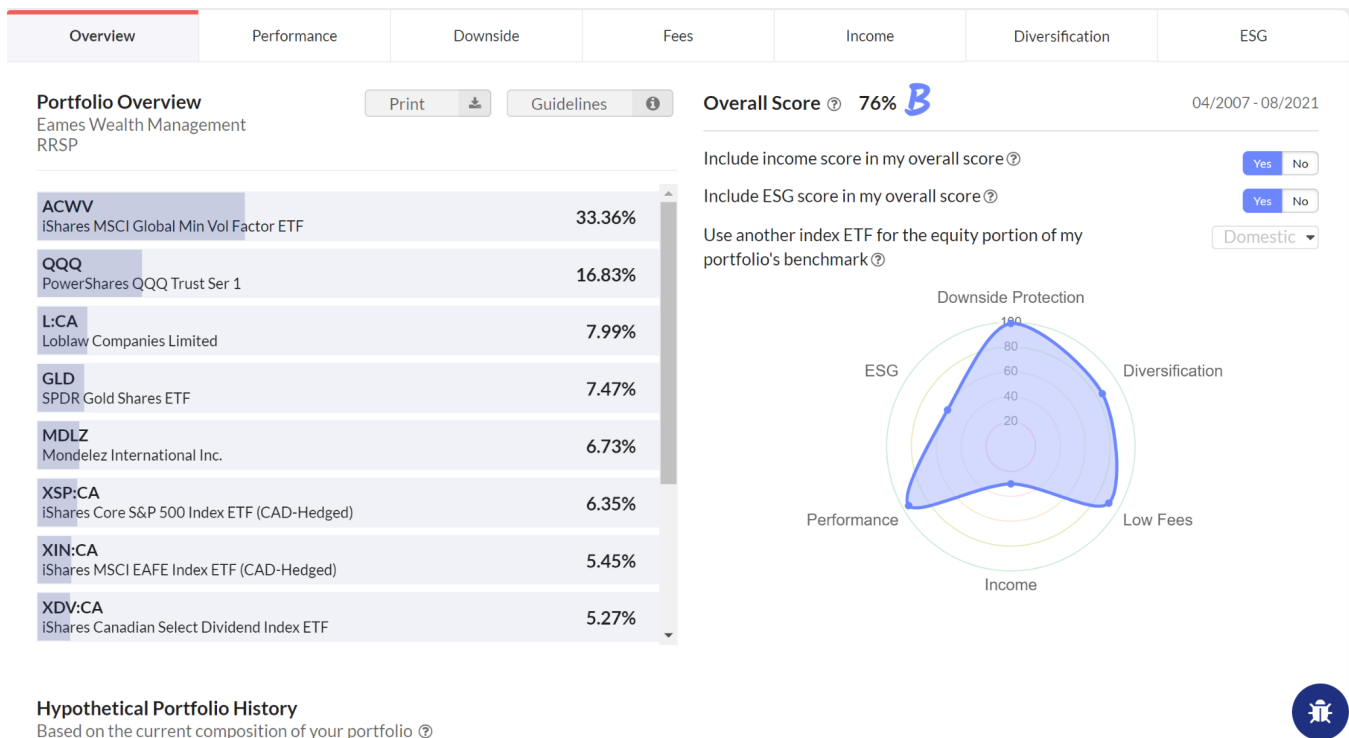 Overview
Performance
Downside
Fees
Income
Diversification
ESG
Portfolio Overview
Print
Guidelines
Eames Wealth Management
RRSP
ACWV
iShares MSCI Global Min Vol Factor ETF
33.36%
QQQ
PowerShares QQQ Trust Ser 1
16.83%
L:CA
Loblaw Companies Limited
7.99%
GLD
SPDR Gold Shares ETF
7.47%
MDLZ
Mondelez International Inc.
6.73%
XSP:CA
iShares Core S&P 500 Index ETF (CAD-Hedged)
6.35%
XIN:CA
iShares MSCI EAFE Index ETF (CAD-Hedged)
5.45%
XDV:CA
iShares Canadian Select Dividend Index ETF
5.27%
Hypothetical Portfolio History
Based on the current composition of your portfolio
Overall Score 76% B
04/2007 - 08/2021
Include income score in my overall score
Yes No
Include ESG score in my overall score
Yes No
Use another index ETF for the equity portion of my
portfolio's benchmark
Domestic
Downside Protection
100
80
60
40
20
ESG
Diversification
Performance
Low Fees
Income